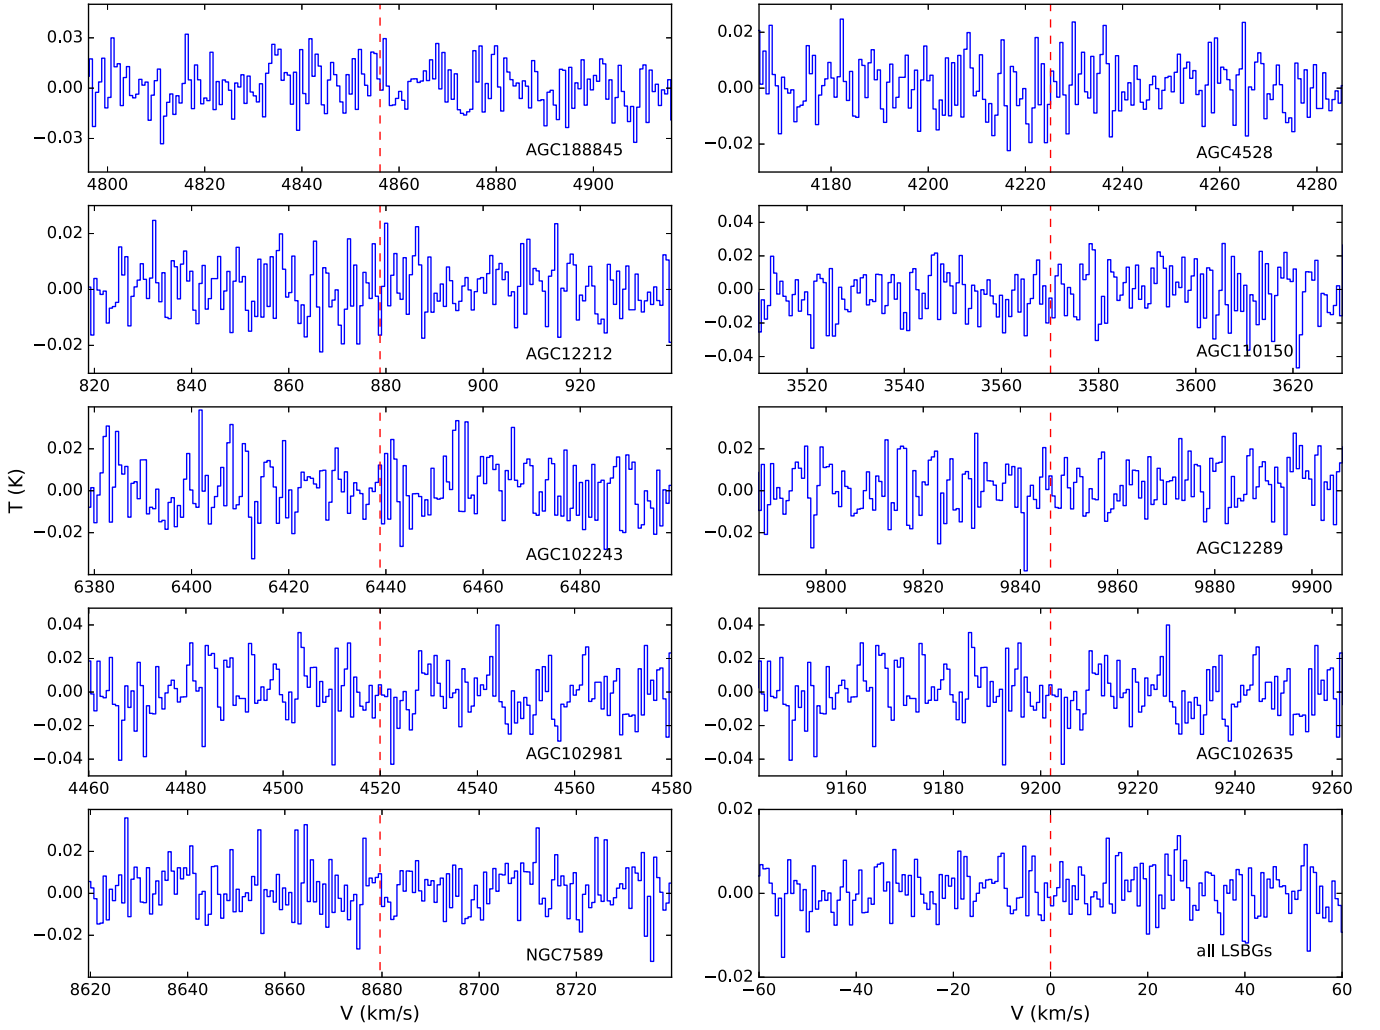 0.03
0.00
−0.03
AGC188845
4800 4820 4840 4860 4880 4900
0.02
0.00
−0.02
AGC4528
4180 4200 4220 4240 4260 4280
0.02
0.00
−0.02
AGC12212
820 840 860 880 900 920
0.04
0.02
0.00
−0.02
−0.04
AGC110150
3520 3540 3560 3580 3600 3620
T (K)
0.02
0.00
−0.02
AGC102243
6380 6400 6420 6440 6460 6480
0.02
0.00
−0.02
AGC12289
9800 9820 9840 9860 9880 9900
0.04
0.02
0.00
−0.02
−0.04
AGC102981
4460 4480 4500 4520 4540 4560 4580
0.04
0.02
0.00
−0.02
−0.04
AGC102635
9160 9180 9200 9220 9240 9260
0.02
0.00
−0.02
NGC7589
8620 8640 8660 8680 8700 8720
V (km/s)
0.02
0.00
−0.02
all LSBGs
−60 −40 −20 0 20 40 60
V (km/s)